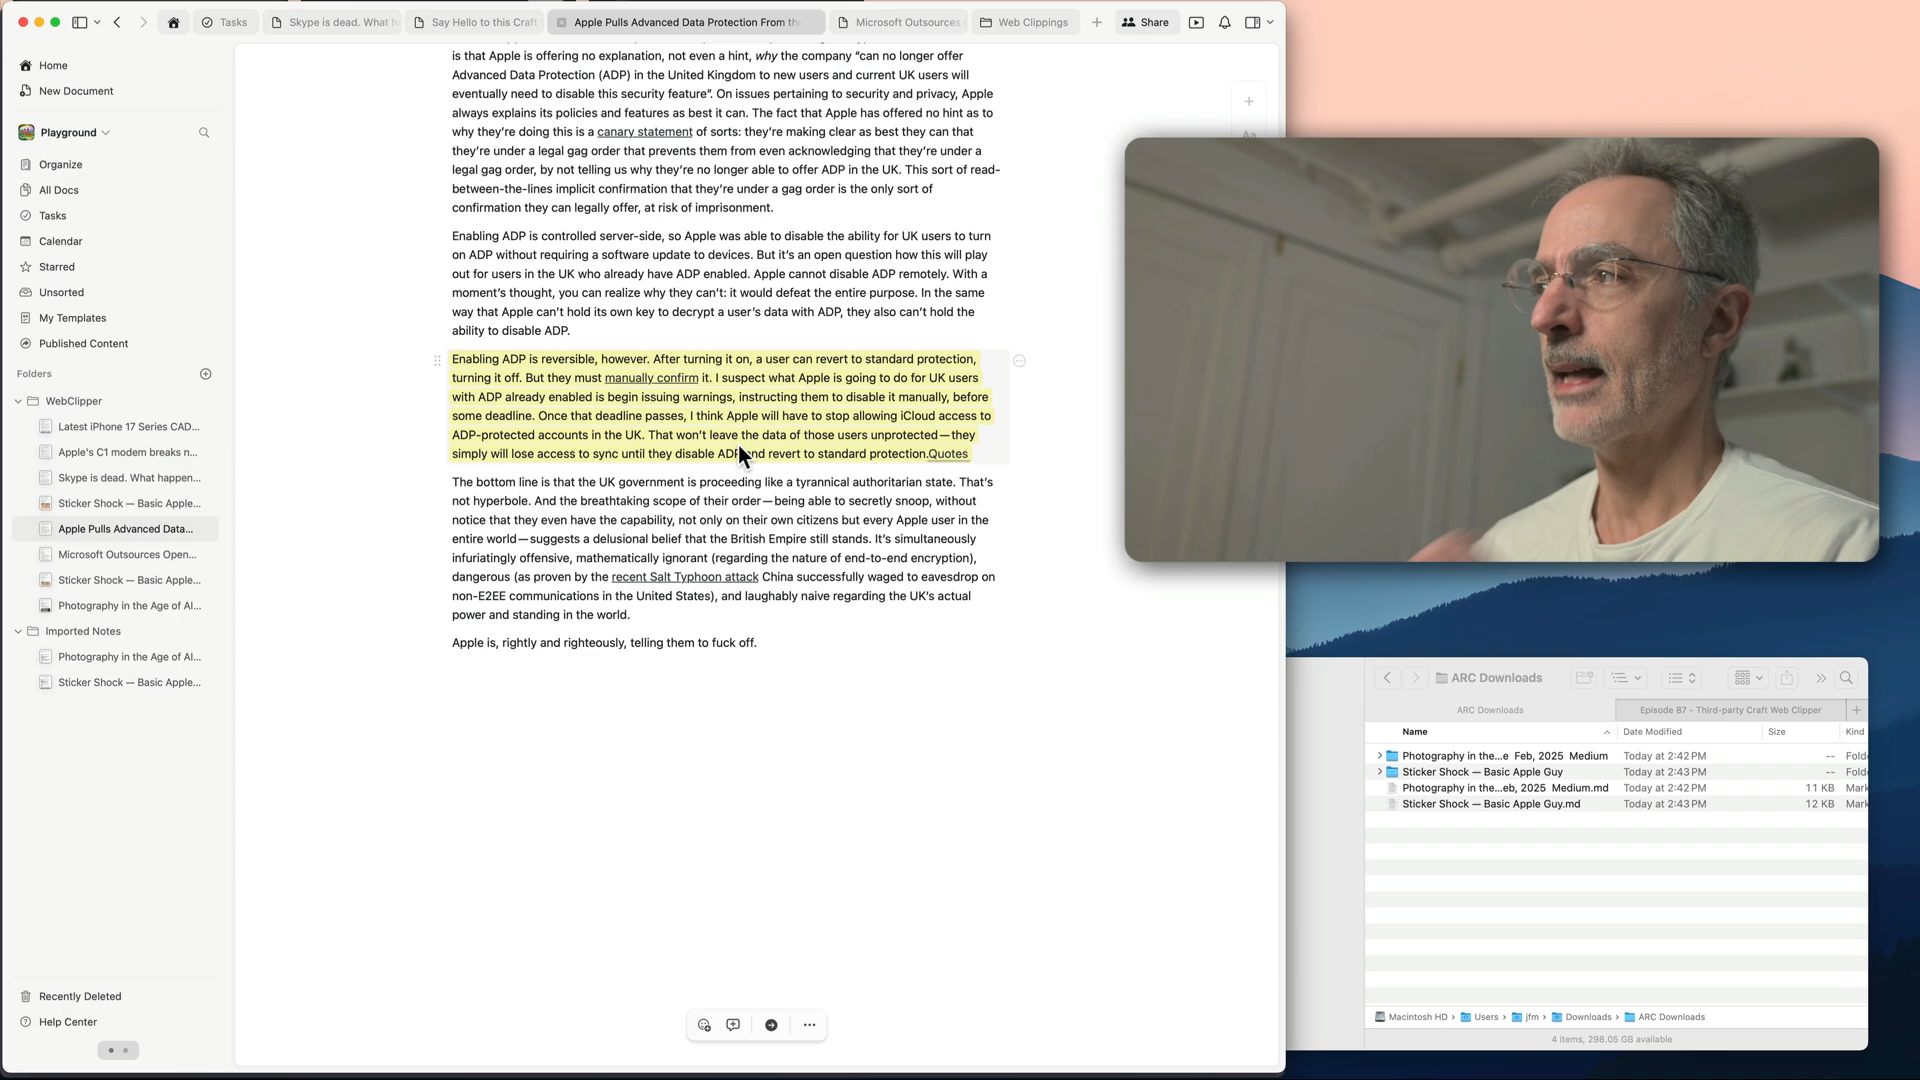 Tasks
Skype is dead. What h
Say Hello to this Craft
Apple Pulls Advanced Data Protection From th
Microsoft Outsources
Web Clippings
Share
Home
New Document
Playground
Organize
All Docs
Tasks
Calendar
Starred
Unsorted
My Templates
Published Content
Folders
WebClipper
Latest iPhone 17 Series CAD...
Apple's C1 modem breaks n...
Skype is dead. What happen...
Sticker Shock — Basic Apple...
Apple Pulls Advanced Data...
Microsoft Outsources Open...
Sticker Shock — Basic Apple...
Photography in the Age of AI...
Imported Notes
Photography in the Age of AI...
Sticker Shock — Basic Apple...
Recently Deleted
Help Center
is that Apple is offering no explanation, not even a hint, why the company “can no longer offer
Advanced Data Protection (ADP) in the United Kingdom to new users and current UK users will
eventually need to disable this security feature”. On issues pertaining to security and privacy, Apple
always explains its policies and features as best it can. The fact that Apple has offered no hint as to
why they’re doing this is a canary statement of sorts: they’re making clear as best they can that
they’re under a legal gag order that prevents them from even acknowledging that they’re under a
legal gag order, by not telling us why they’re no longer able to offer ADP in the UK. This sort of read-
between-the-lines implicit confirmation that they’re under a gag order is the only sort of
confirmation they can legally offer, at risk of imprisonment.
Enabling ADP is controlled server-side, so Apple was able to disable the ability for UK users to turn
on ADP without requiring a software update to devices. But it’s an open question how this will play
out for users in the UK who already have ADP enabled. Apple cannot disable ADP remotely. With a
moment’s thought, you can realize why they can’t: it would defeat the entire purpose. In the same
way that Apple can’t hold its own key to decrypt a user’s data with ADP, they also can’t hold the
ability to disable ADP.
Enabling ADP is reversible, however. After turning it on, a user can revert to standard protection,
turning it off. But they must manually confirm it. I suspect what Apple is going to do for UK users
with ADP already enabled is begin issuing warnings, instructing them to disable it manually, before
some deadline. Once that deadline passes, I think Apple will have to stop allowing iCloud access to
ADP-protected accounts in the UK. That won’t leave the data of those users unprotected—they
simply will lose access to sync until they disable ADP and revert to standard protection.Quotes
The bottom line is that the UK government is proceeding like a tyrannical authoritarian state. That’s
not hyperbole. And the breathtaking scope of their order—being able to secretly snoop, without
notice that they even have the capability, not only on their own citizens but every Apple user in the
entire world—suggests a delusional belief that the British Empire still stands. It’s simultaneously
infuriatingly offensive, mathematically ignorant (regarding the nature of end-to-end encryption),
dangerous (as proven by the recent Salt Typhoon attack China successfully waged to eavesdrop on
non-E2EE communications in the United States), and laughably naive regarding the UK’s actual
power and standing in the world.
Apple is, rightly and righteously, telling them to fuck off.
Aa
ARC Downloads
ARC Downloads
Episode 87 - Third-party Craft Web Clipper
Name Date Modified Size Kind
Photography in the...e Feb, 2025 Medium Today at 2:42 PM -- Fold
Sticker Shock — Basic Apple Guy Today at 2:43 PM -- Fold
Photography in the...eb, 2025 Medium.md Today at 2:42 PM 11 KB Mark
Sticker Shock — Basic Apple Guy.md Today at 2:43 PM 12 KB Mark
Macintosh HD › Users › jfm › Downloads › ARC Downloads
4 items, 298.05 GB available